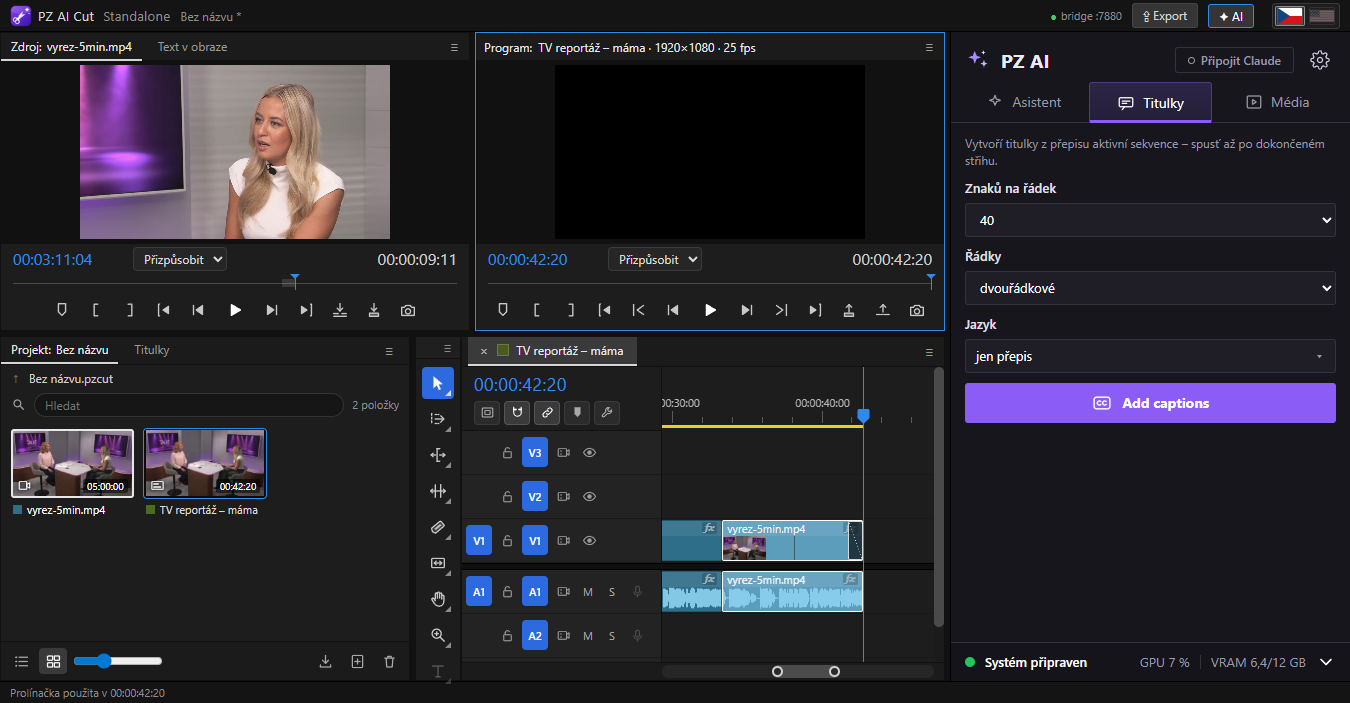 PZ AI Cut Standalone Bez názvu *
bridge :7880
Export
AI
Zdroj: vyrez-5min.mp4
Text v obraze
Program: TV reportáž – máma · 1920×1080 · 25 fps
00:03:11:04
Přizpůsobit
00:00:09:11
00:00:42:20
Přizpůsobit
00:00:42:20
PZ AI
Připojit Claude
Asistent
Titulky
Média
Vytvoří titulky z přepisu aktivní sekvence – spusť až po dokončeném
střihu.
Znaků na řádek
40
Řádky
dvouřádkové
Jazyk
jen přepis
CC Add captions
Projekt: Bez názvu
Titulky
Bez názvu.pzcut
Hledat
2 položky
05:00:00
00:42:20
vyrez-5min.mp4
TV reportáž – máma
× TV reportáž – máma
00:00:42:20
00:30:00
00:00:40:00
V3
V2
V1 V1
fx
vyrez-5min.mp4
A1 A1 M S
fx
vyrez-5min.mp4
fx
A2 M S
T
Systém připraven
GPU 7 %
VRAM 6,4/12 GB
Prolínačka použita v 00:00:42:20